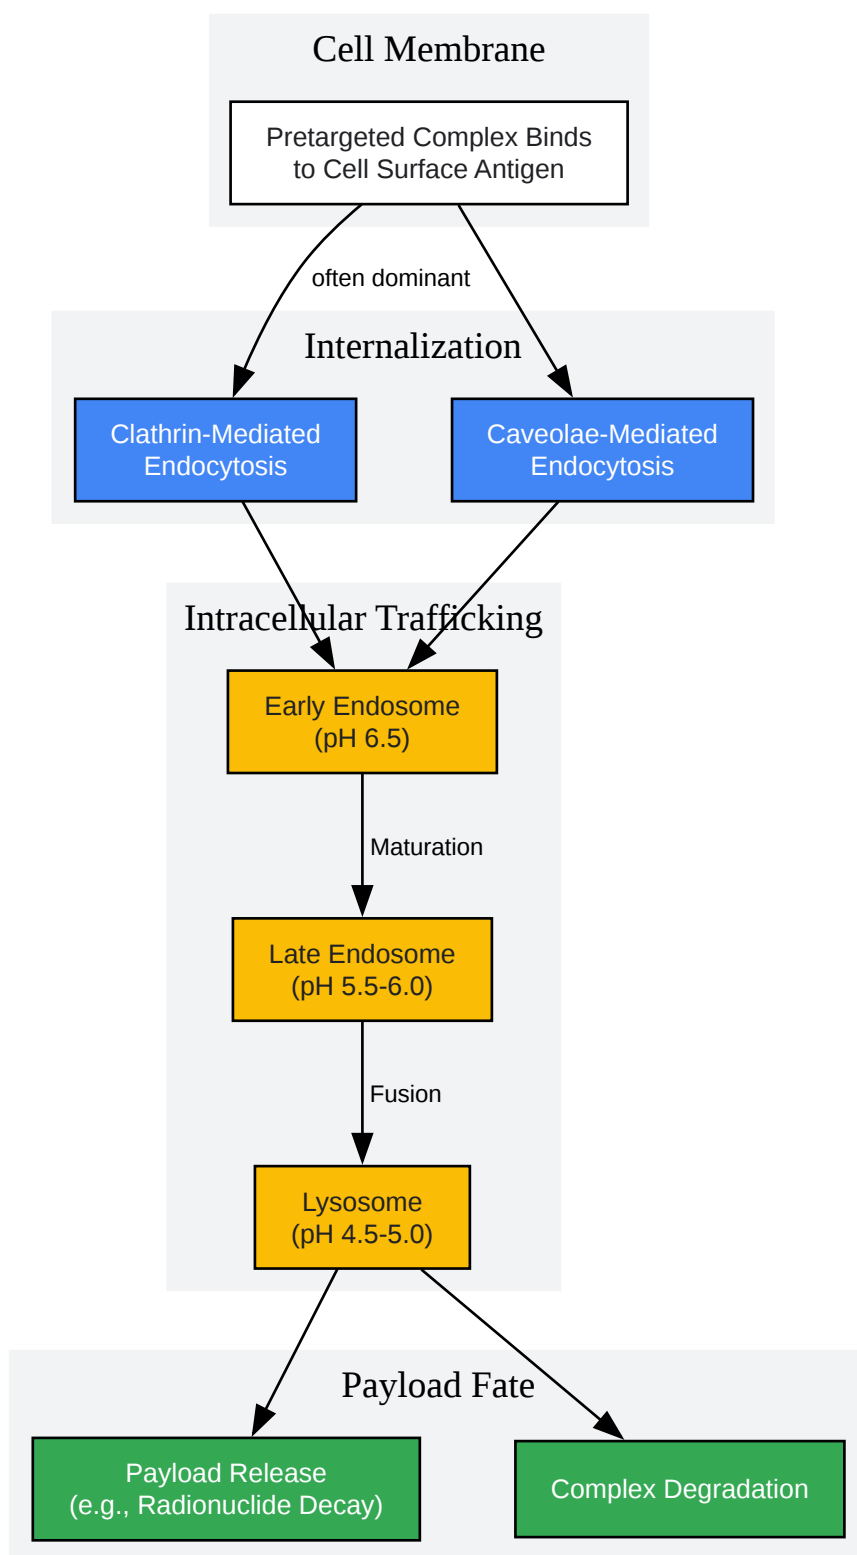 Cell Membrane
Pretargeted Complex Binds
to Cell Surface Antigen
often dominant
Internalization
Clathrin-Mediated
Endocytosis
Caveolae-Mediated
Endocytosis
Intracellular Trafficking
Early Endosome
(pH 6.5)
Maturation
Late Endosome
(pH 5.5-6.0)
Fusion
Lysosome
(pH 4.5-5.0)
Payload Fate
Payload Release
(e.g., Radionuclide Decay)
Complex Degradation